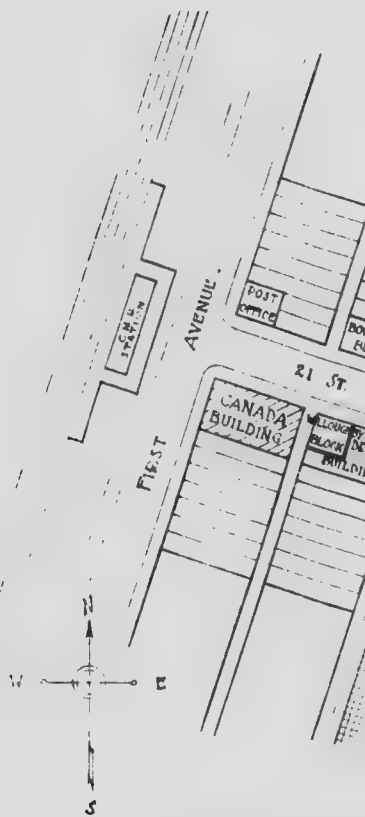 C.N.R.
STATION
AVENUE.
POST
OFFICE
21 ST.
CANADA
BUILDING
BLOCK
FIRST
N
W
E
S